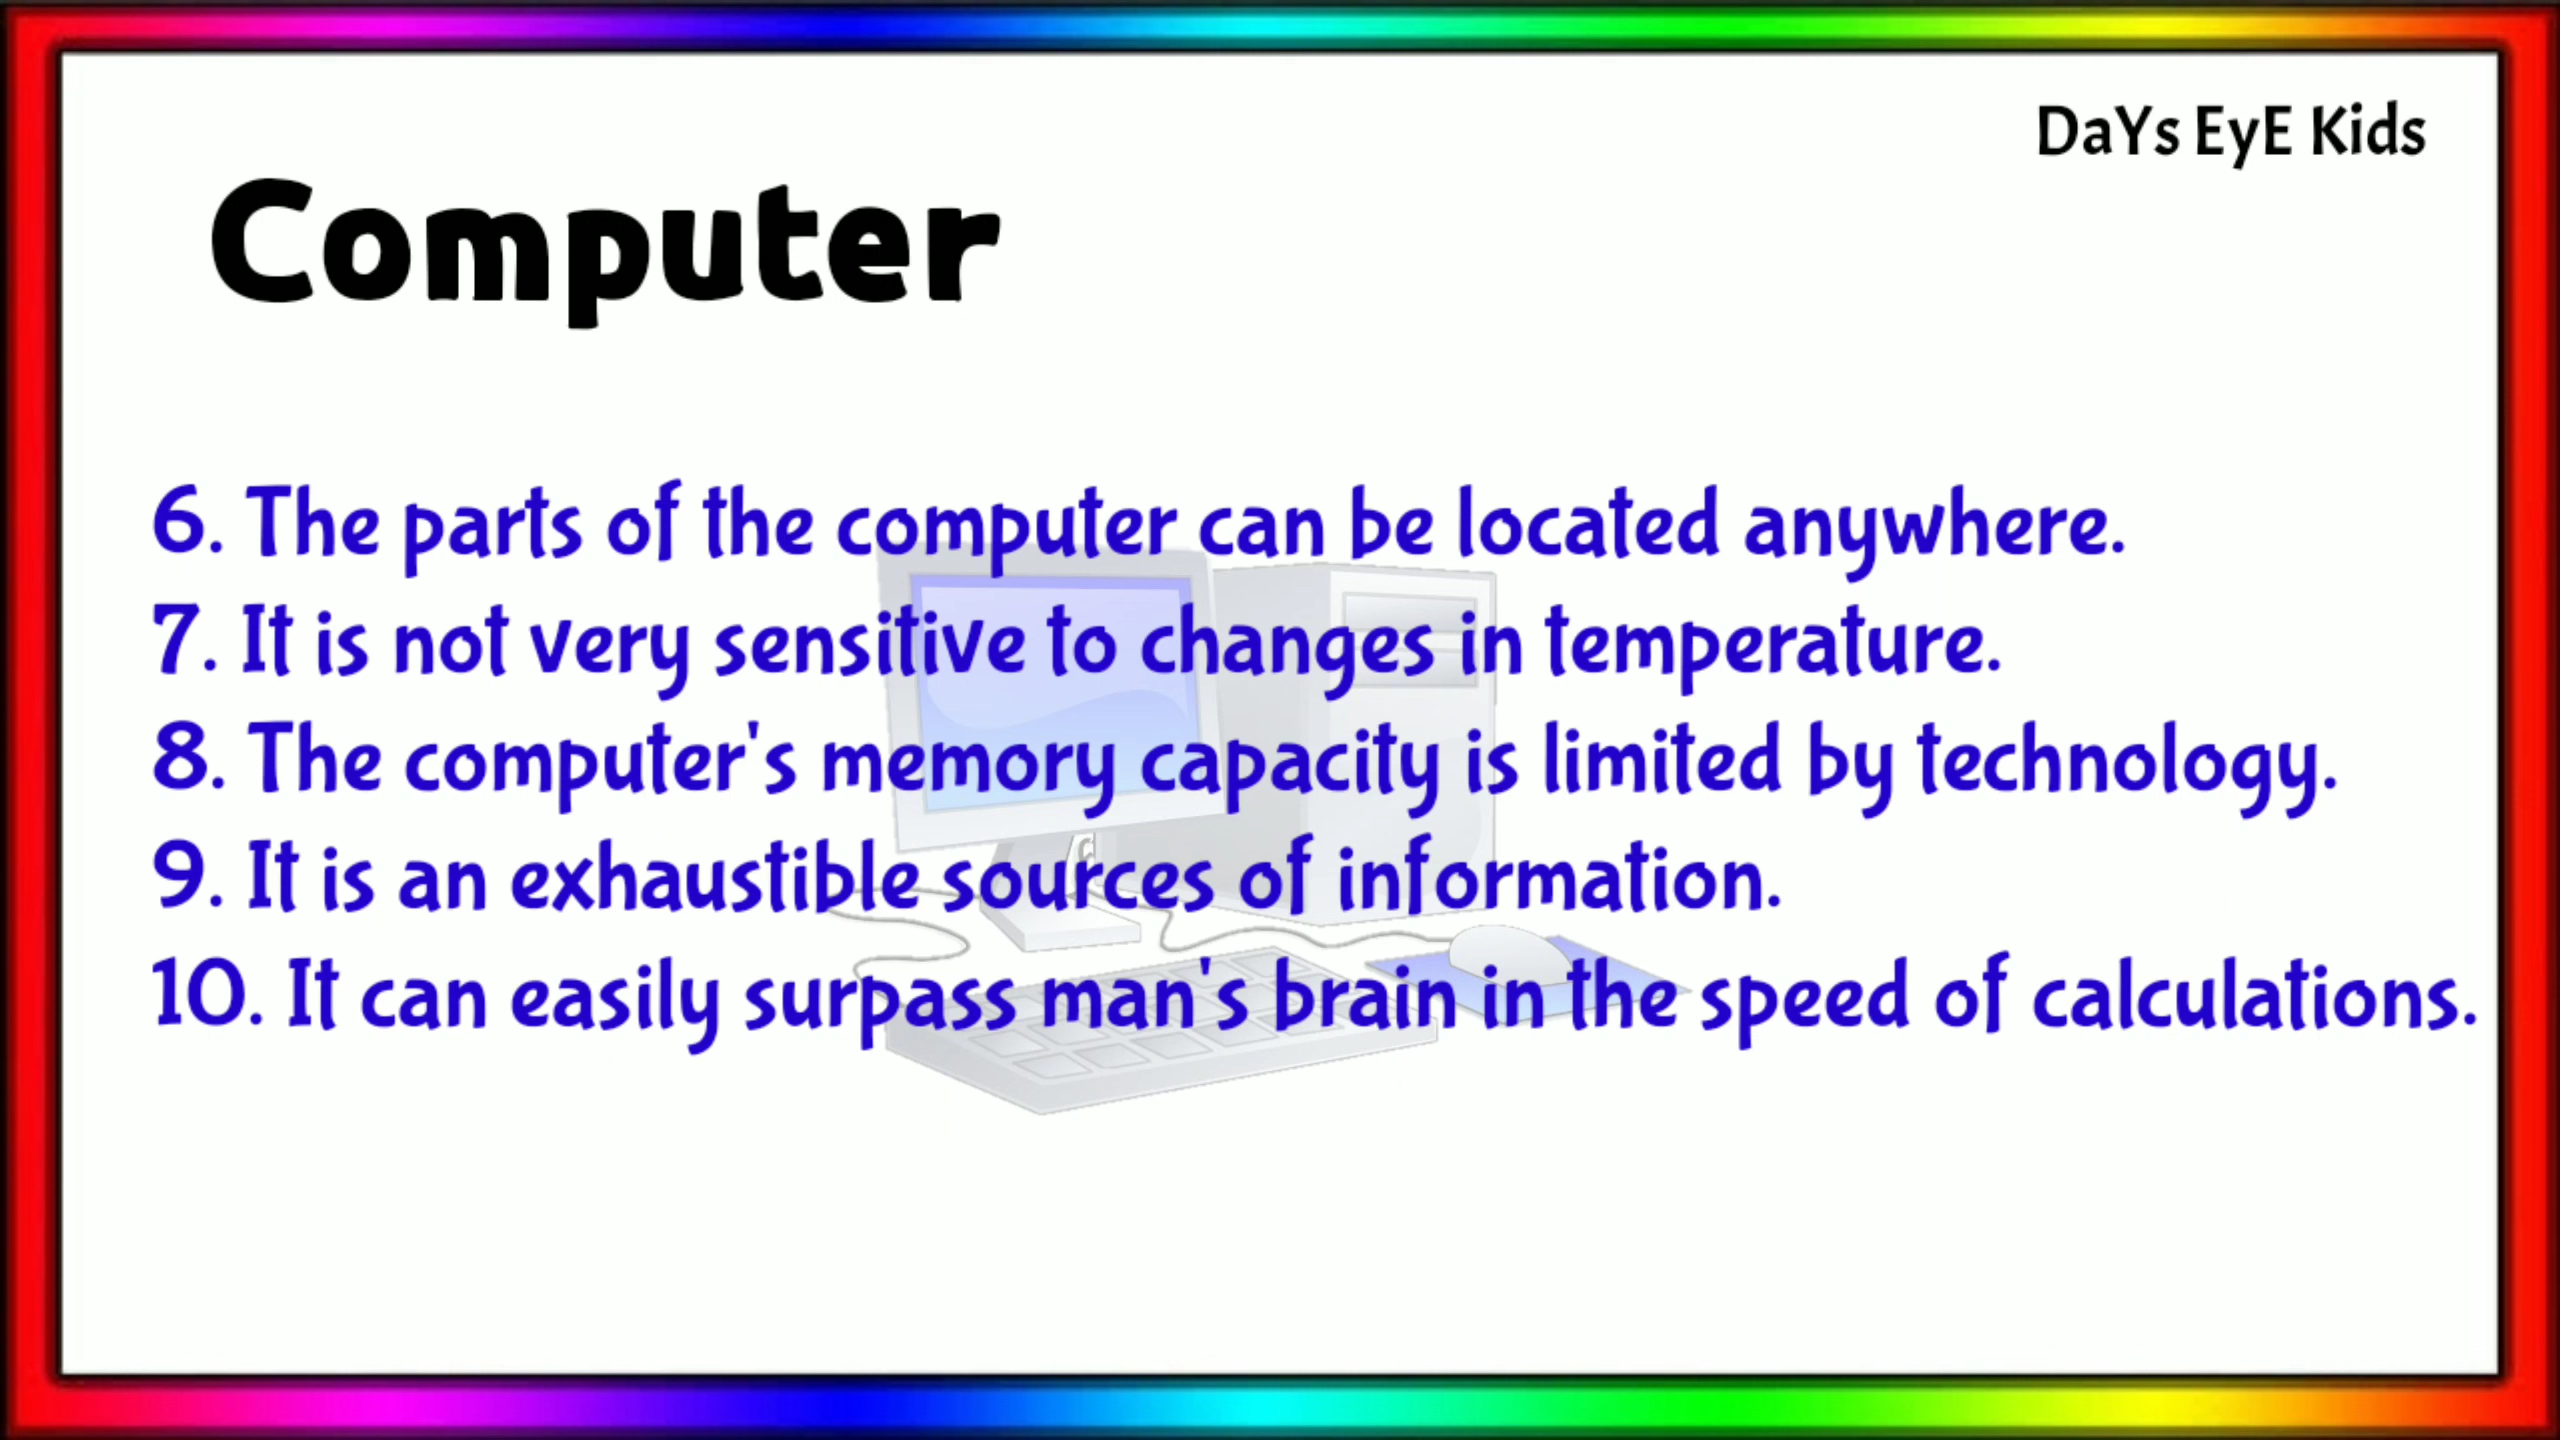 DaYs EyE Kids
Computer
6. The parts of the computer can be located anywhere.
7. It is not very sensitive to changes in temperature.
8. The computer's memory capacity is limited by technology.
9. It is an exhaustible sources of information.
10. It can easily surpass man's brain in the speed of calculations.